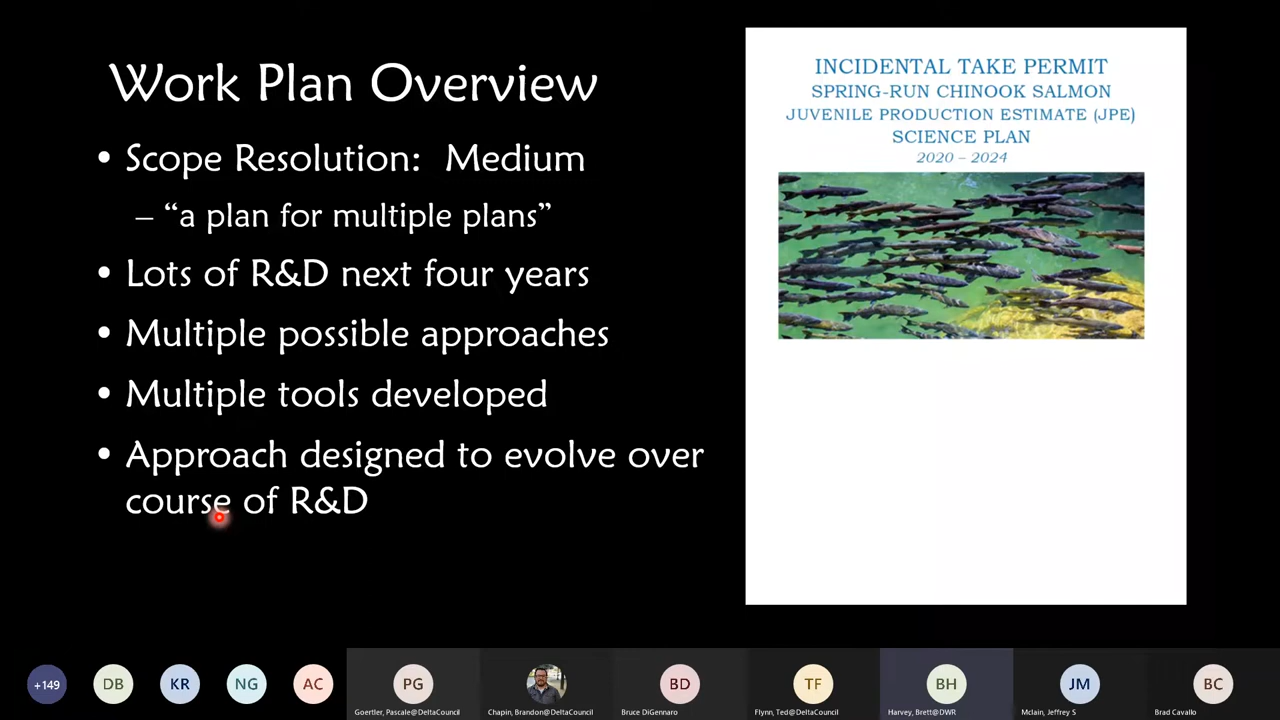 Work Plan Overview
• Scope Resolution: Medium
– “a plan for multiple plans”
• Lots of R&D next four years
• Multiple possible approaches
• Multiple tools developed
• Approach designed to evolve over
course of R&D
INCIDENTAL TAKE PERMIT
SPRING-RUN CHINOOK SALMON
JUVENILE PRODUCTION ESTIMATE (JPE)
SCIENCE PLAN
2020 – 2024
+149
DB
KR
NG
AC
PG
BD
TF
BH
JM
BC
Goertler, Pascale@DeltaCouncil
Chapin, Brandon@DeltaCouncil
Bruce DiGennaro
Flynn, Ted@DeltaCouncil
Harvey, Brett@DWR
Mclain, Jeffrey S
Brad Cavallo